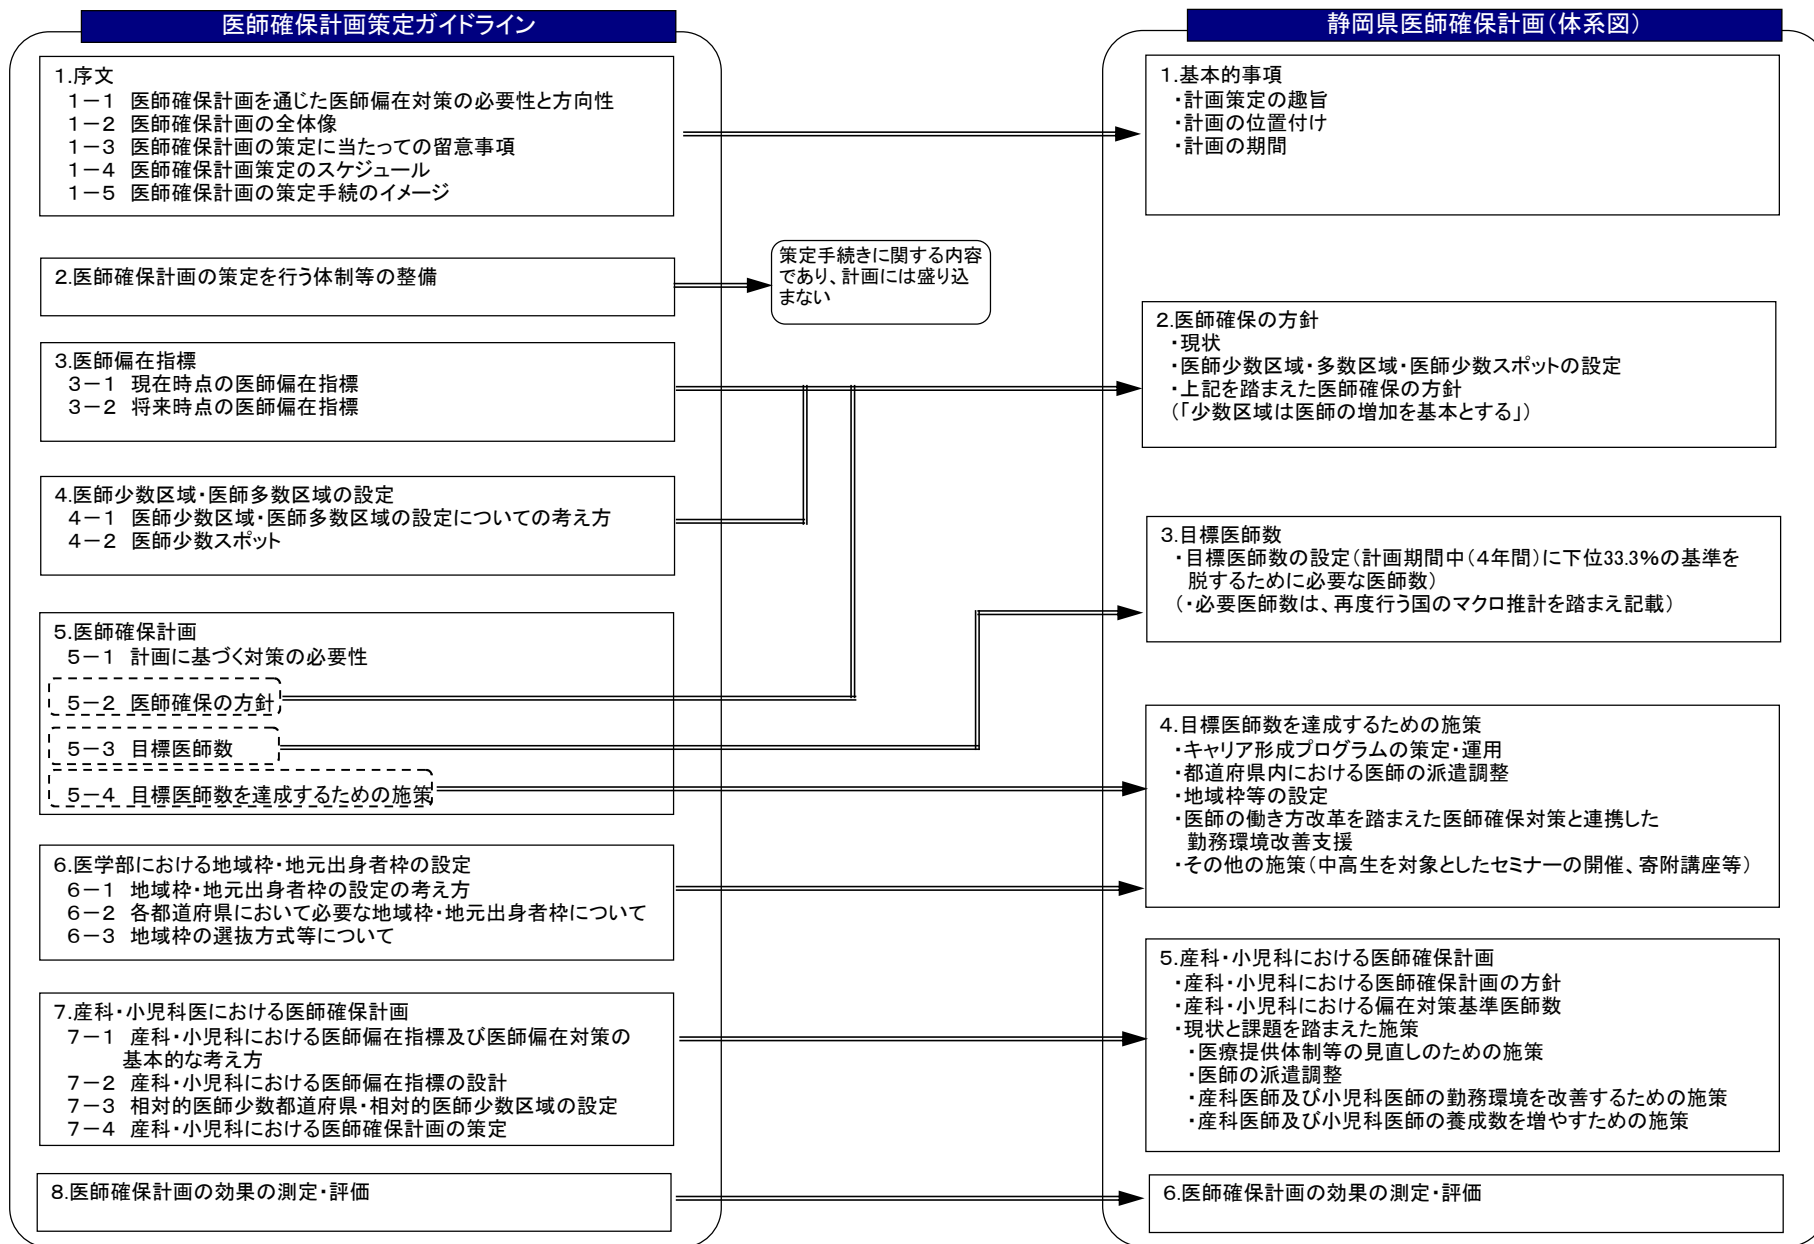 医師確保計画策定ガイドライン
1.序文
1－1 医師確保計画を通じた医師偏在対策の必要性と方向性
1－2 医師確保計画の全体像
1－3 医師確保計画の策定に当たっての留意事項
1－4 医師確保計画策定のスケジュール
1－5 医師確保計画の策定手続のイメージ
2.医師確保計画の策定を行う体制等の整備
策定手続きに関する内容
であり、計画には盛り込
まない
3.医師偏在指標
3－1 現在時点の医師偏在指標
3－2 将来時点の医師偏在指標
4.医師少数区域・医師多数区域の設定
4－1 医師少数区域・医師多数区域の設定についての考え方
4－2 医師少数スポット
5.医師確保計画
5－1 計画に基づく対策の必要性
5－2 医師確保の方針
5－3 目標医師数
5－4 目標医師数を達成するための施策
6.医学部における地域枠・地元出身者枠の設定
6－1 地域枠・地元出身者枠の設定の考え方
6－2 各都道府県において必要な地域枠・地元出身者枠について
6－3 地域枠の選抜方式等について
7.産科・小児科医における医師確保計画
7－1 産科・小児科における医師偏在指標及び医師偏在対策の
基本的な考え方
7－2 産科・小児科における医師偏在指標の設計
7－3 相対的医師少数都道府県・相対的医師少数区域の設定
7－4 産科・小児科における医師確保計画の策定
8.医師確保計画の効果の測定・評価
静岡県医師確保計画（体系図）
1.基本的事項
・計画策定の趣旨
・計画の位置付け
・計画の期間
2.医師確保の方針
・現状
・医師少数区域・多数区域・医師少数スポットの設定
・上記を踏まえた医師確保の方針
（「少数区域は医師の増加を基本とする」）
3.目標医師数
・目標医師数の設定（計画期間中（4年間）に下位33.3％の基準を
脱するために必要な医師数）
（・必要医師数は、再度行う国のマクロ推計を踏まえ記載）
4.目標医師数を達成するための施策
・キャリア形成プログラムの策定・運用
・都道府県内における医師の派遣調整
・地域枠等の設定
・医師の働き方改革を踏まえた医師確保対策と連携した
勤務環境改善支援
・その他の施策（中高生を対象としたセミナーの開催、寄附講座等）
5.産科・小児科における医師確保計画
・産科・小児科における医師確保計画の方針
・産科・小児科における偏在対策基準医師数
・現状と課題を踏まえた施策
・医療提供体制等の見直しのための施策
・医師の派遣調整
・産科医師及び小児科医師の勤務環境を改善するための施策
・産科医師及び小児科医師の養成数を増やすための施策
6.医師確保計画の効果の測定・評価